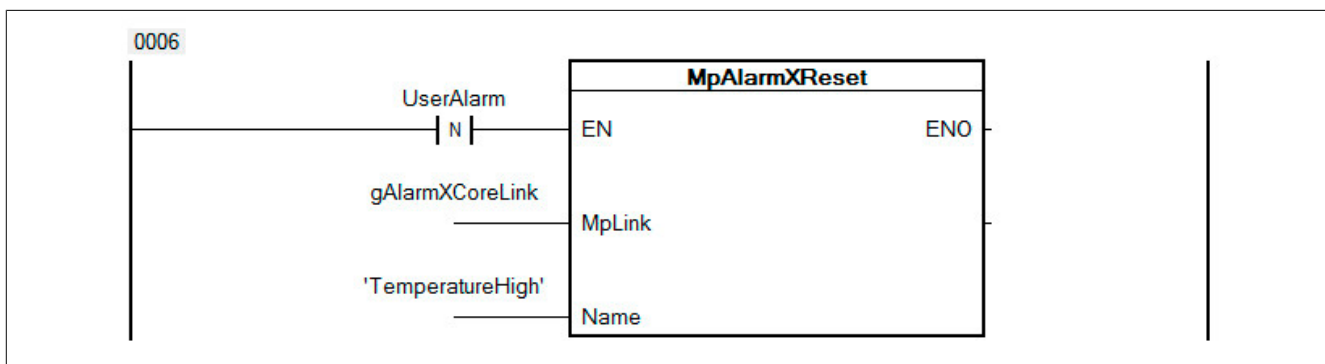 0006
MpAlarmXReset
UserAlarm
N
EN
ENO
gAlarmXCoreLink
MpLink
'TemperatureHigh'
Name